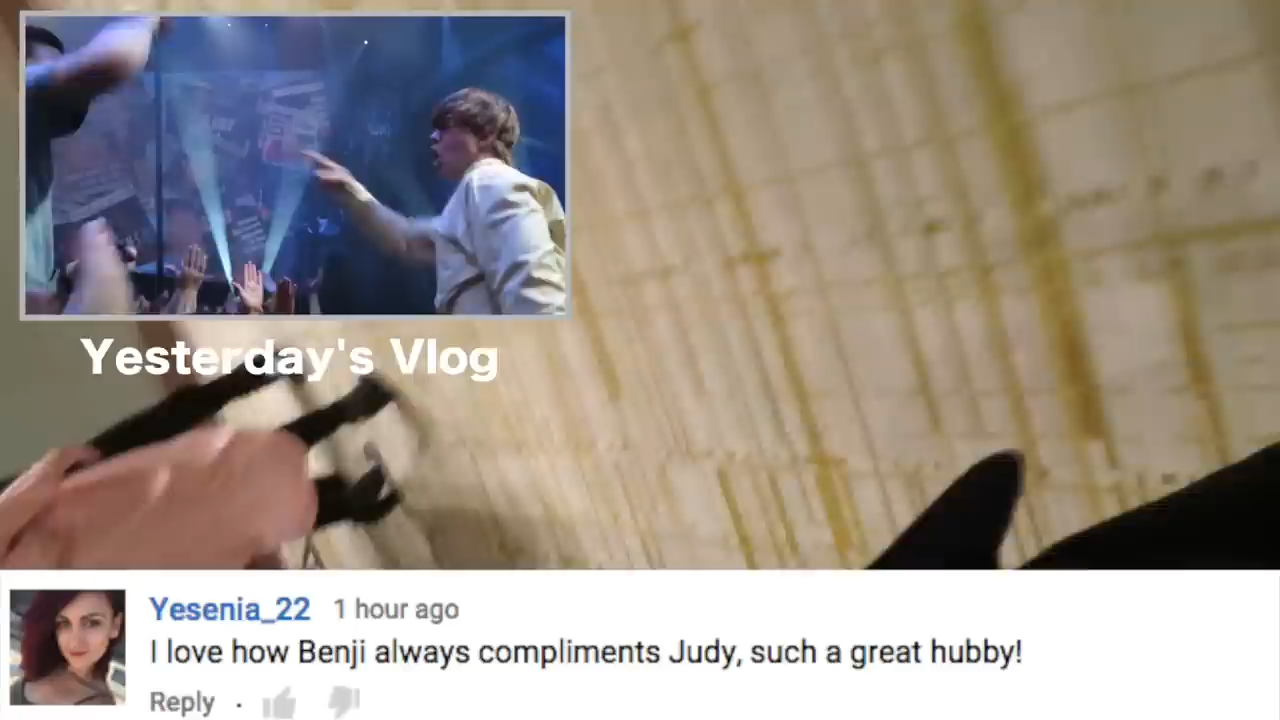 Yesterday's Vlog
Yesenia_22 1 hour ago
I love how Benji always compliments Judy, such a great hubby!
Reply ·